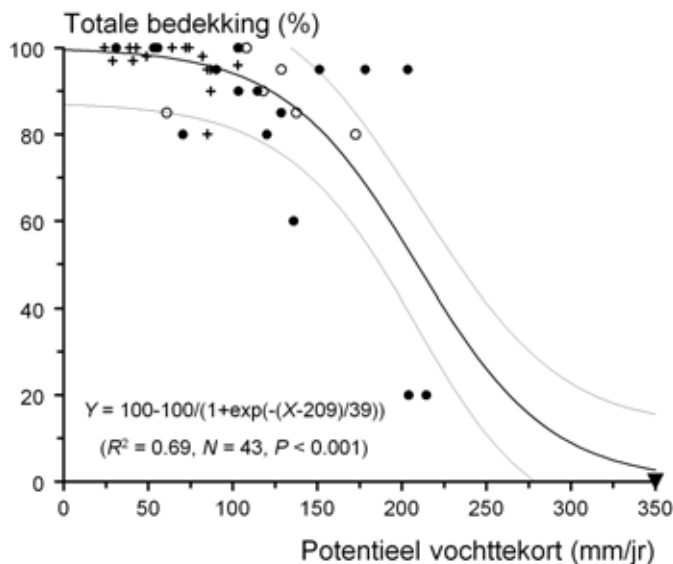 Totale bedekking (%)
100
80
60
40
20
0
Y = 100-100/(1+exp(-(X-209)/39))
(R² = 0.69, N = 43, P < 0.001)
0 50 100 150 200 250 300 350
Potentieel vochttekort (mm/jr)